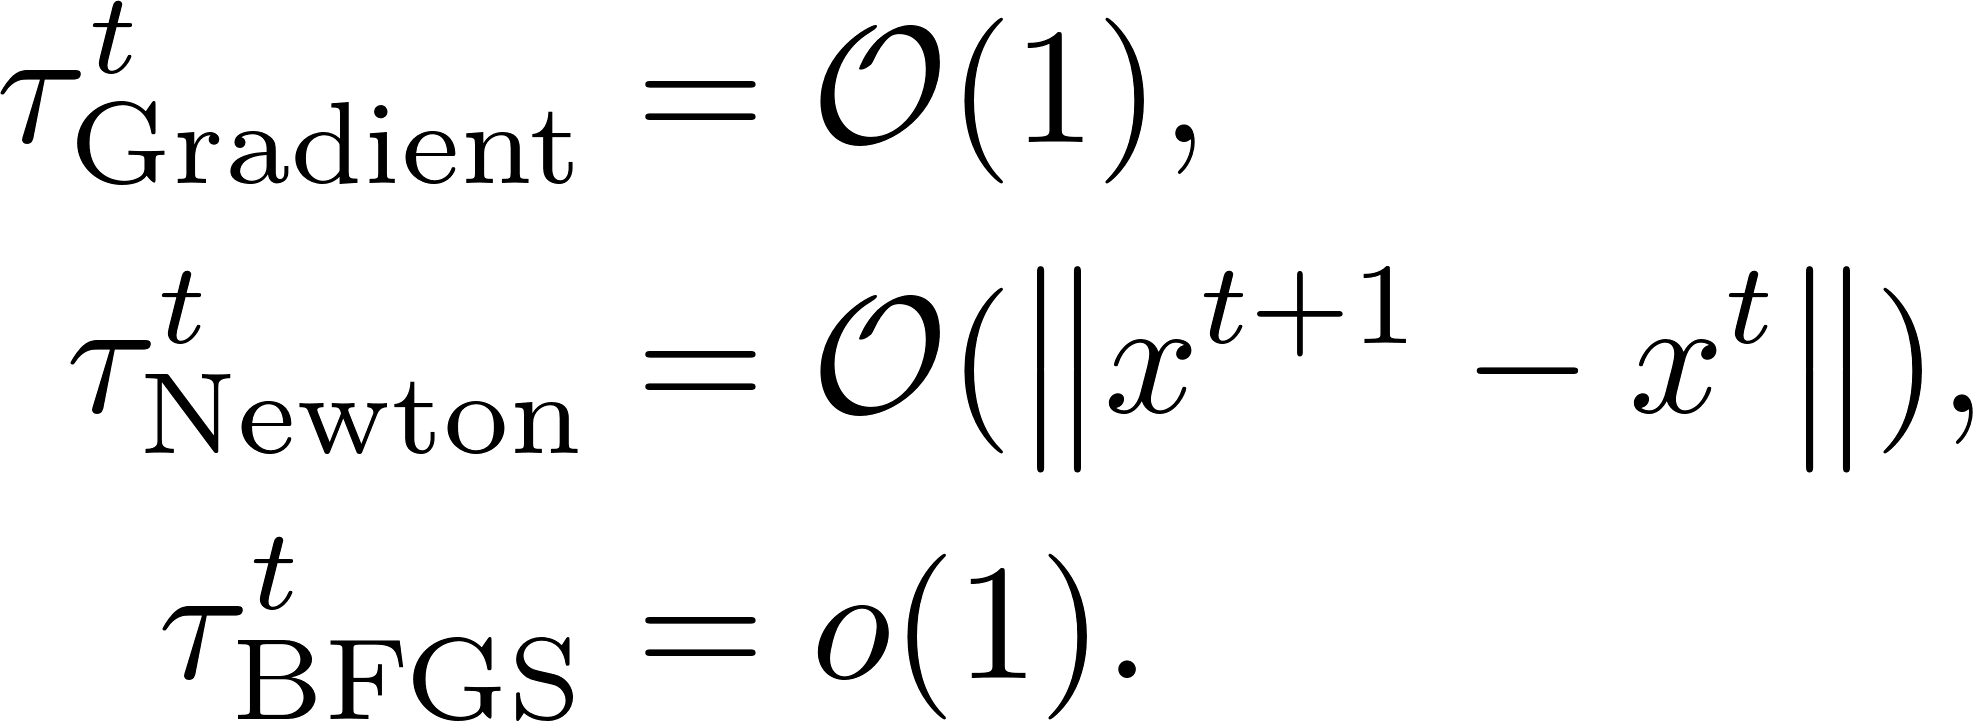 τ^t_Gradient = 𝒪(1),
τ^t_Newton = 𝒪(‖x^{t+1} − x^t‖),
τ^t_BFGS = o(1).